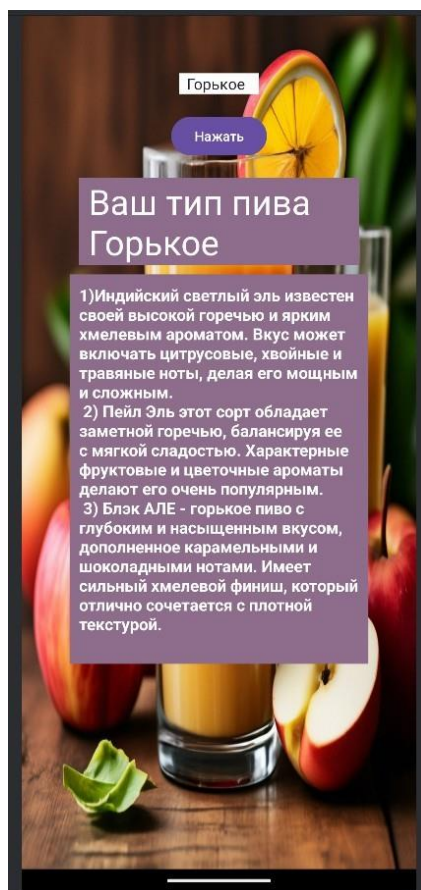 Горькое
Нажать
Ваш тип пива
Горькое
1)Индийский светлый эль известен
своей высокой горечью и ярким
хмелевым ароматом. Вкус может
включать цитрусовые, хвойные и
травяные ноты, делая его мощным
и сложным.
2) Пейл Эль этот сорт обладает
заметной горечью, балансируя ее
с мягкой сладостью. Характерные
фруктовые и цветочные ароматы
делают его очень популярным.
3) Блэк АЛЕ - горькое пиво с
глубоким и насыщенным вкусом,
дополненное карамельными и
шоколадными нотами. Имеет
сильный хмелевой финиш, который
отлично сочетается с плотной
текстурой.